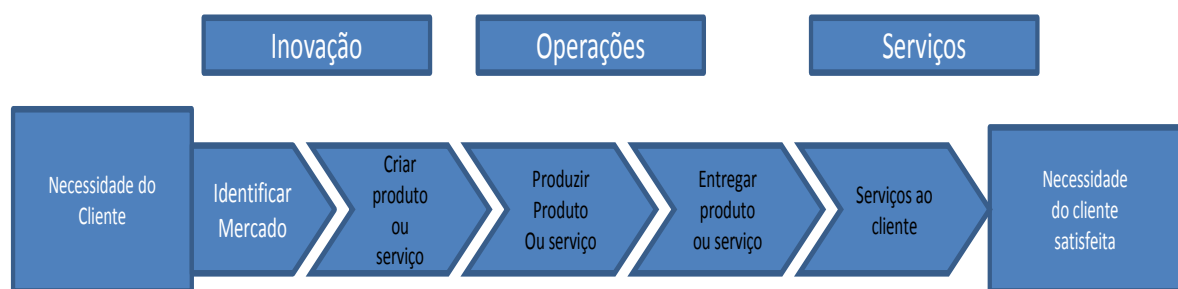 Inovação
Operações
Serviços
Necessidade do
Cliente
Identificar
Mercado
Criar
produto
ou
serviço
Produzir
Produto
Ou serviço
Entregar
produto
ou serviço
Serviços ao
cliente
Necessidade
do cliente
satisfeita